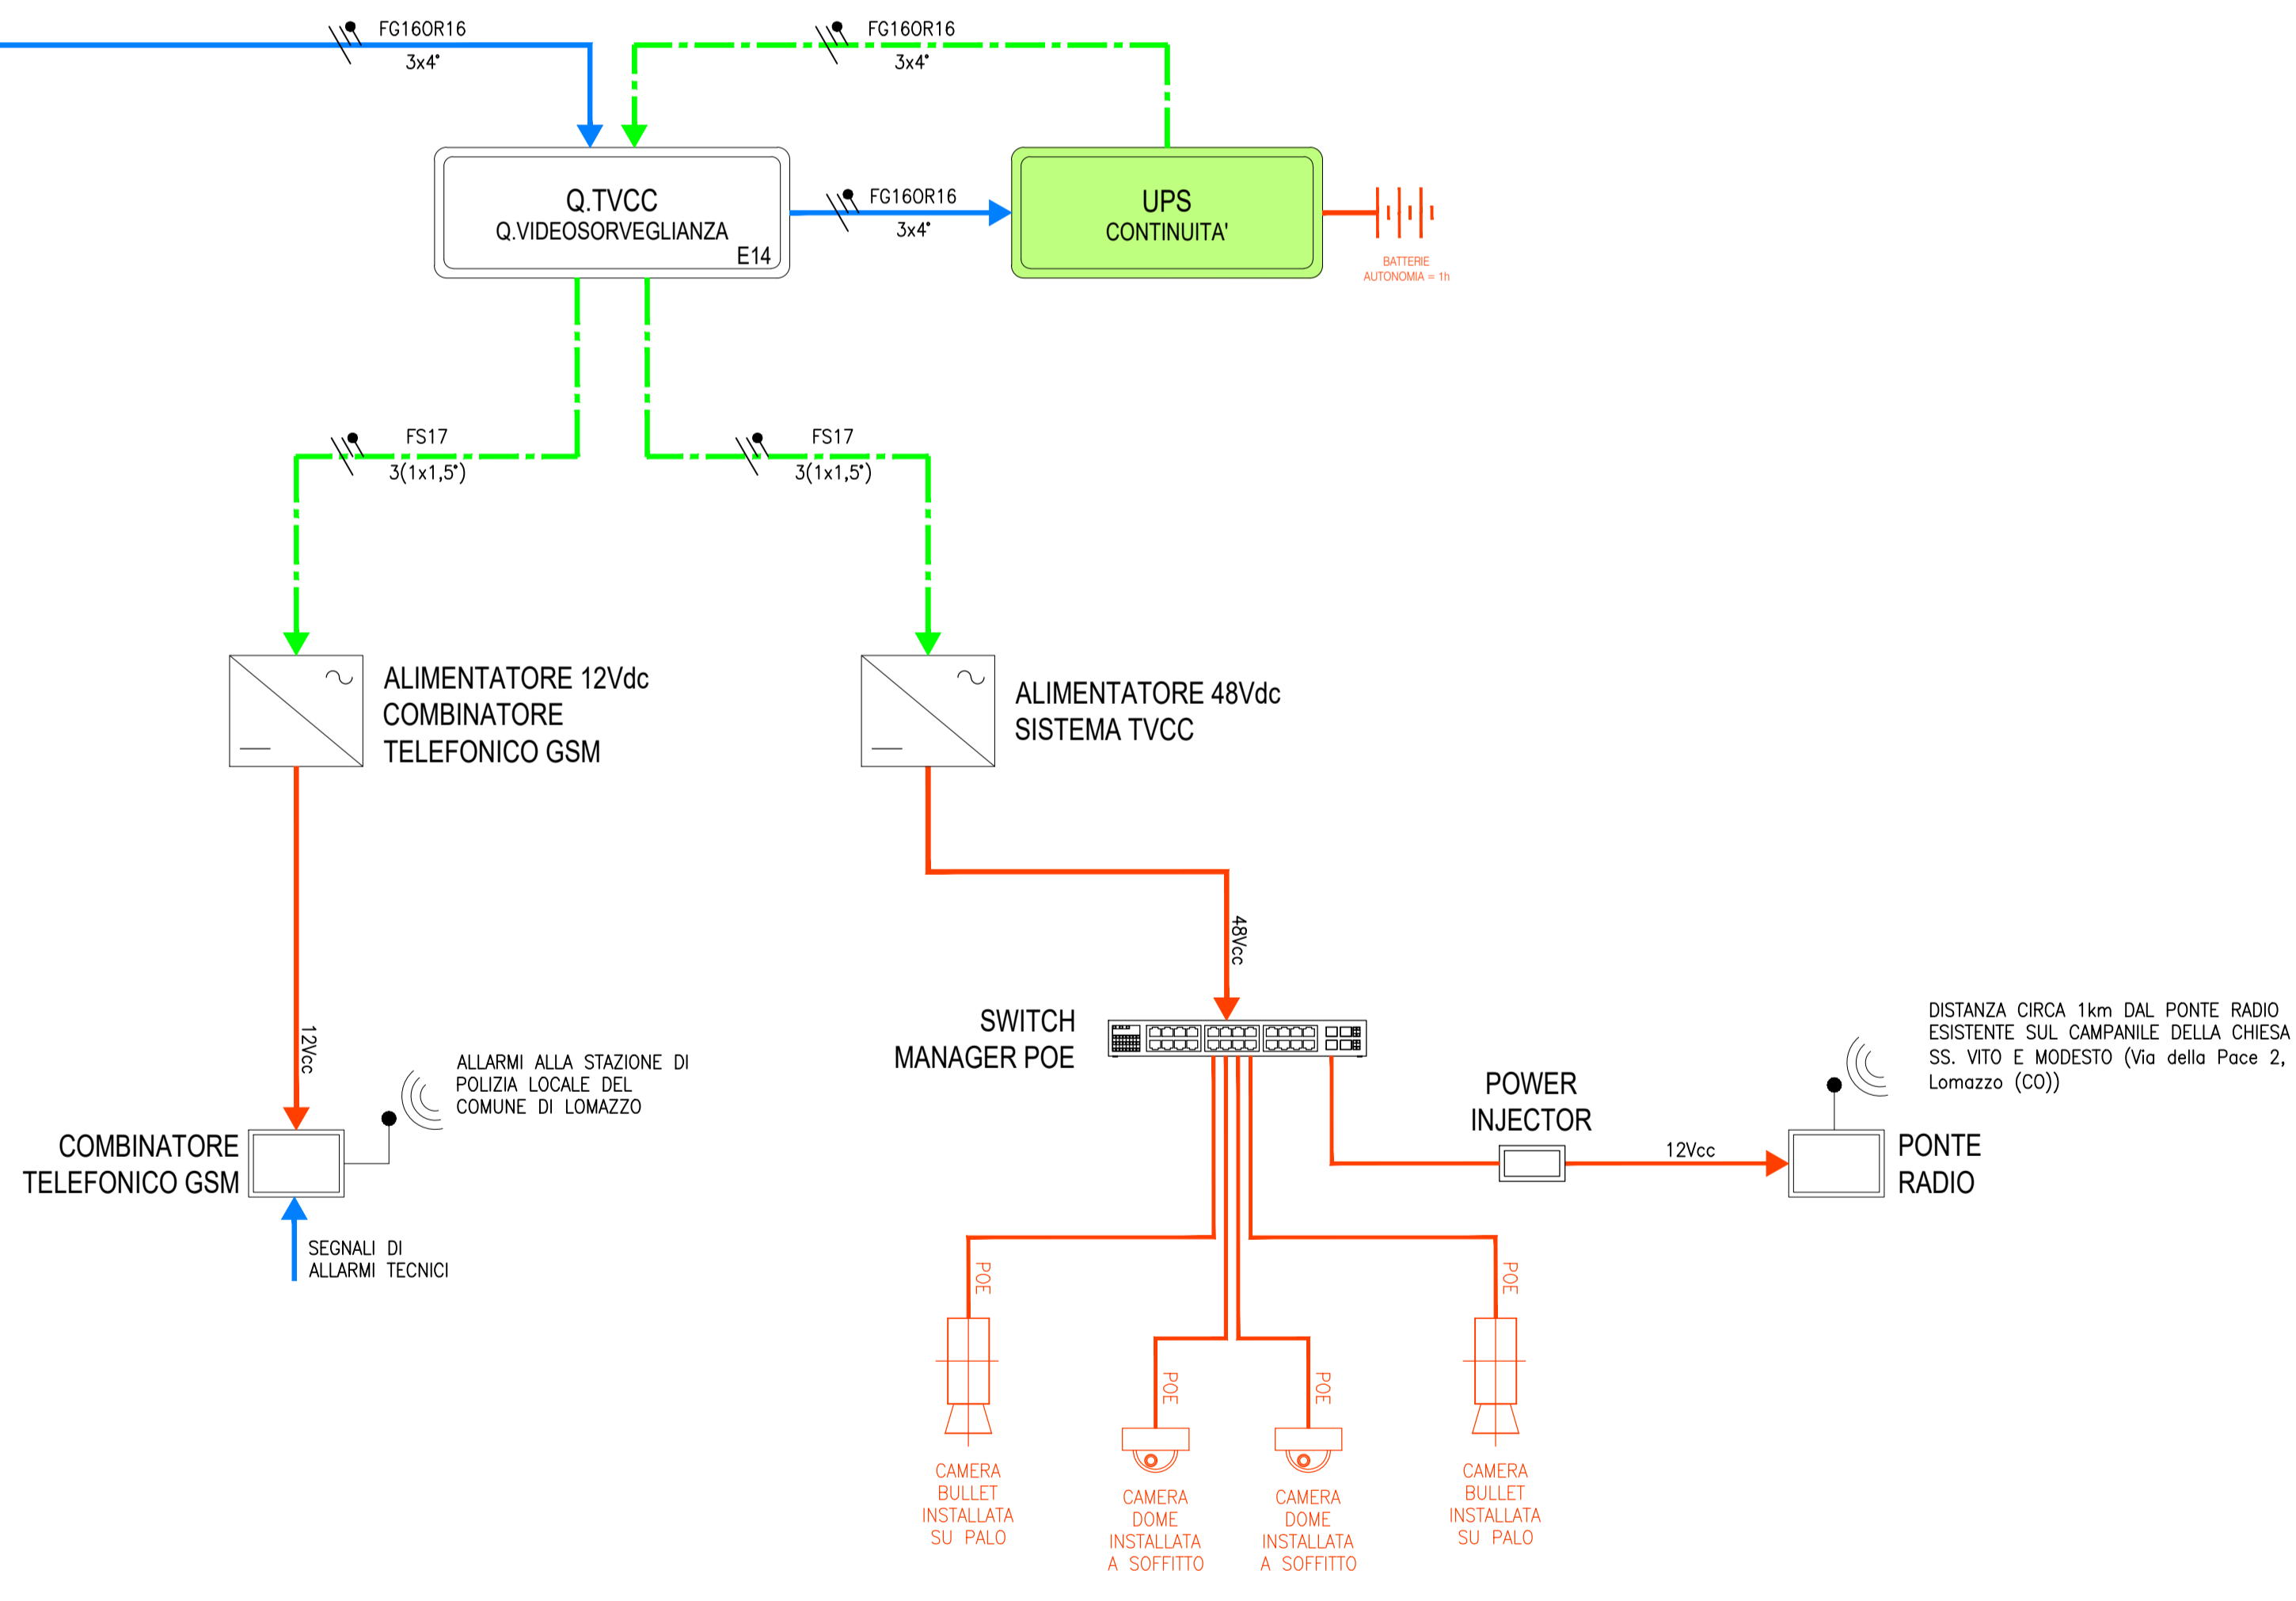 FG16OR16
3x4°
FG16OR16
3x4°
Q.TVCC
Q.VIDEOSORVEGLIANZA
E14
FG16OR16
3x4°
UPS
CONTINUITA'
BATTERIE
AUTONOMIA = 1h
FS17
3(1x1,5°)
FS17
3(1x1,5°)
ALIMENTATORE 12Vdc
COMBINATORE
TELEFONICO GSM
ALIMENTATORE 48Vdc
SISTEMA TVCC
48Vcc
12Vcc
SWITCH
MANAGER POE
DISTANZA CIRCA 1km DAL PONTE RADIO
ESISTENTE SUL CAMPANILE DELLA CHIESA
SS. VITO E MODESTO (Via della Pace 2,
Lomazzo (CO))
ALLARMI ALLA STAZIONE DI
POLIZIA LOCALE DEL
COMUNE DI LOMAZZO
POWER
INJECTOR
COMBINATORE
TELEFONICO GSM
12Vcc
PONTE
RADIO
SEGNALI DI
ALLARMI TECNICI
POE
POE
POE
POE
CAMERA
BULLET
INSTALLATA
SU PALO
CAMERA
DOME
INSTALLATA
A SOFFITTO
CAMERA
DOME
INSTALLATA
A SOFFITTO
CAMERA
BULLET
INSTALLATA
SU PALO